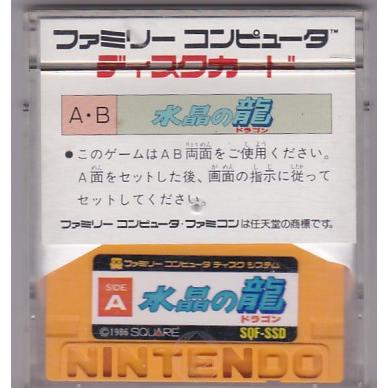 ファミリー コンピュータ™
ディスクカード
A・B 水晶の龍
ドラゴン
●このゲームはAB両面をご使用ください。
A面をセットした後、画面の指示に従って
セットしてください。
ファミリー コンピュータ・ファミコンは任天堂の商標です。
ファミリー コンピュータ ディスク システム
SIDE
A 水晶の龍
ドラゴン
©1986 SQUARE SQF-SSD
NINTENDO